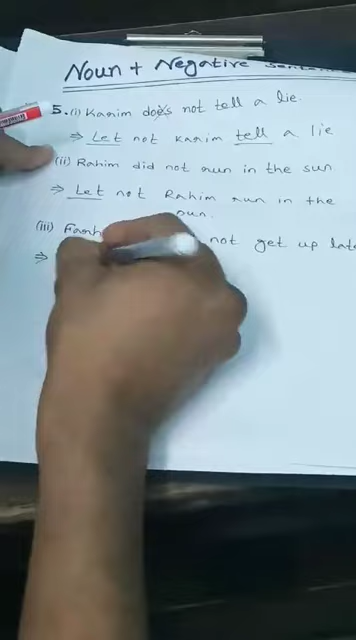 Noun + Negative
5. (i) Karim does not tell a lie.
⇒ Let not Karim tell a lie
(ii) Rahim did not run in the sun
⇒ Let not Rahim run in the
sun.
(iii) not get up late
⇒